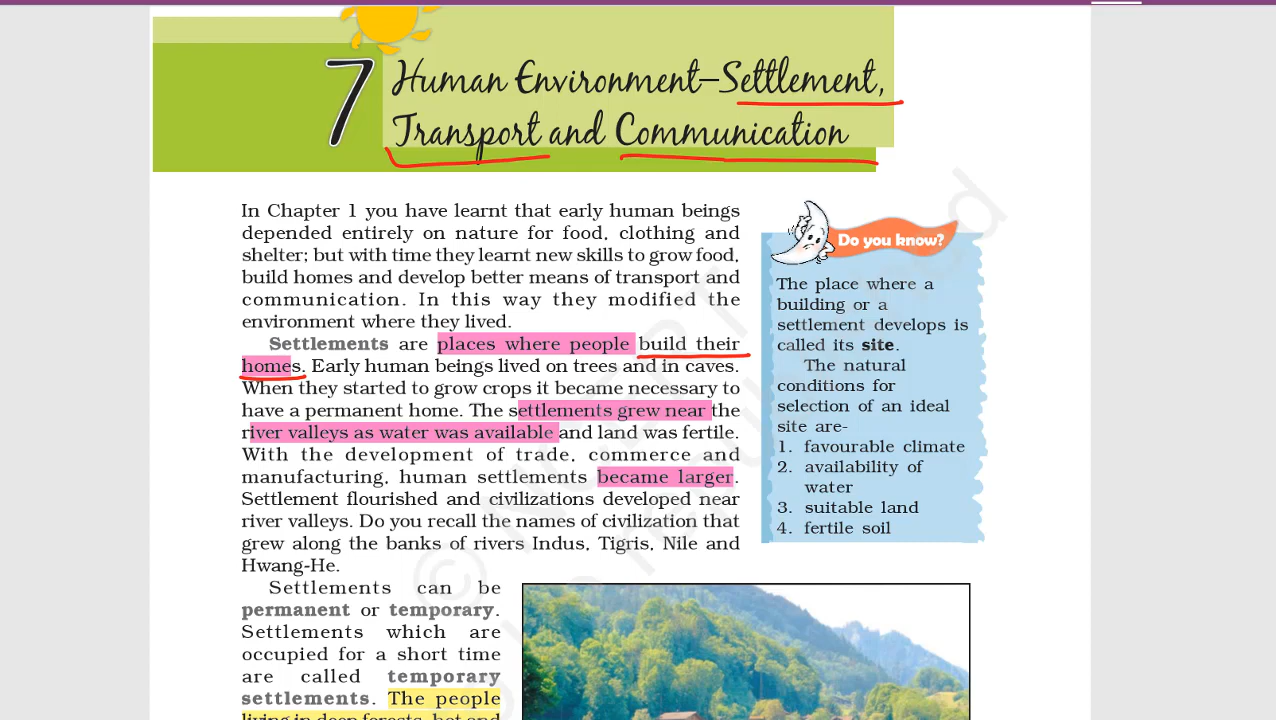 7
Human Environment–Settlement,
Transport and Communication
In Chapter 1 you have learnt that early human beings
depended entirely on nature for food, clothing and
shelter; but with time they learnt new skills to grow food,
build homes and develop better means of transport and
communication. In this way they modified the
environment where they lived.
Settlements are places where people build their
homes. Early human beings lived on trees and in caves.
When they started to grow crops it became necessary to
have a permanent home. The settlements grew near the
river valleys as water was available and land was fertile.
With the development of trade, commerce and
manufacturing, human settlements became larger.
Settlement flourished and civilizations developed near
river valleys. Do you recall the names of civilization that
grew along the banks of rivers Indus, Tigris, Nile and
Hwang-He.
Settlements can be
permanent or temporary.
Settlements which are
occupied for a short time
are called temporary
settlements. The people
living in deep forests, hot and
Do you know?
The place where a
building or a
settlement develops is
called its site.
The natural
conditions for
selection of an ideal
site are-
1. favourable climate
2. availability of
water
3. suitable land
4. fertile soil
© NCERT